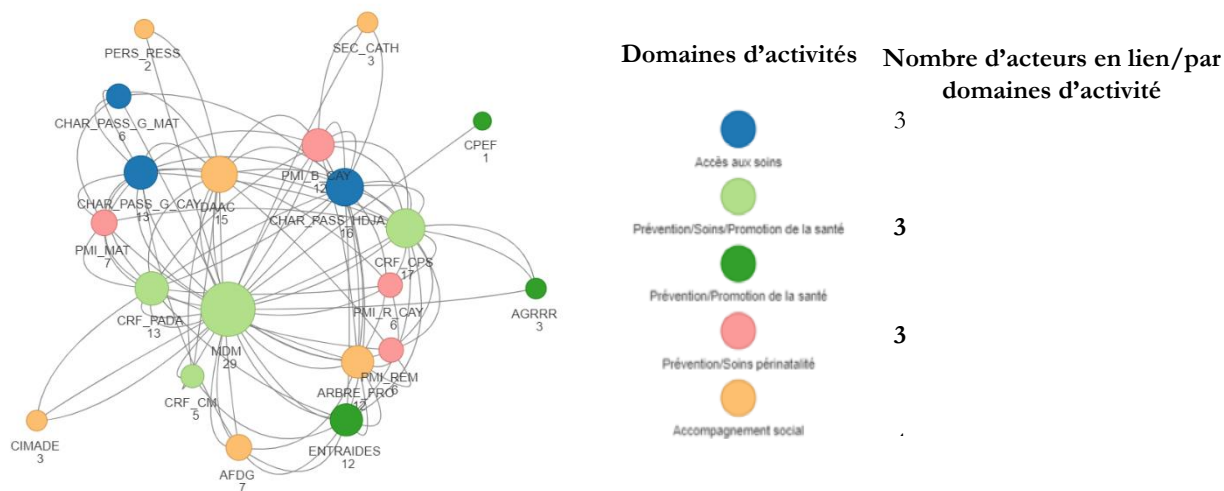 PERS_RESS
2
SEC_CATH
3
CHAR_PASS_G_MAT
6
CPEF
1
PMI_B_CAY
12
CHAR_PASS_G_CAY
13
DAAC
15
CHAR_PASS_HDJA
16
PMI_MAT
7
CRF_CPS
17
CRF_PADA
13
PMI_R_CAY
6
AGRRR
3
MDM
29
PMI_REM
6
CRF_CM
5
ARBRE_FRO
12
CIMADE
3
ENTRAIDES
12
AFDG
7
Domaines d’activités
Nombre d’acteurs en lien/par
domaines d’activité
Accès aux soins
3
Prévention/Soins/Promotion de la santé
3
Prévention/Promotion de la santé
Prévention/Soins périnatalité
3
Accompagnement social